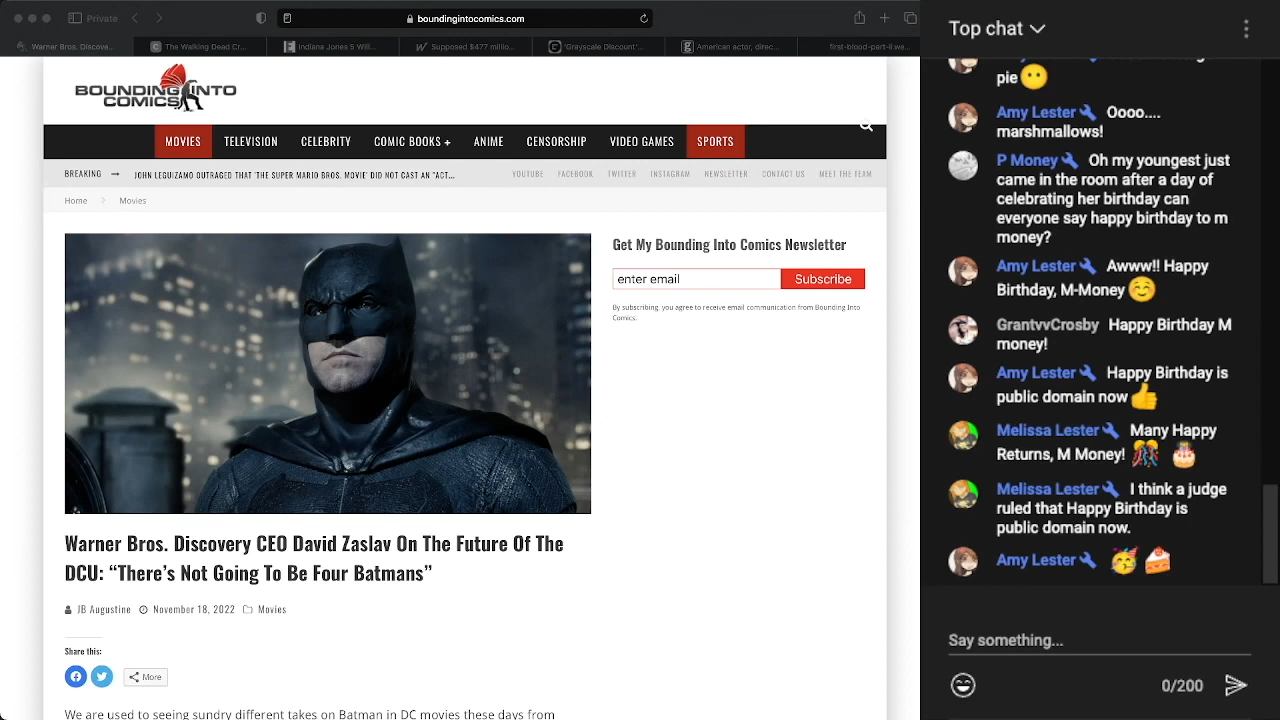 Private
boundingintocomics.com
Warner Bros. Discove...
The Walking Dead Cr...
Indiana Jones 5 Will...
Supposed $477 millio...
'Grayscale Discount'...
American actor, direc...
first-blood-part-ii.we...
BOUNDING INTO
COMICS
MOVIES
TELEVISION
CELEBRITY
COMIC BOOKS +
ANIME
CENSORSHIP
VIDEO GAMES
SPORTS
BREAKING → JOHN LEGUIZAMO OUTRAGED THAT 'THE SUPER MARIO BROS. MOVIE' DID NOT CAST AN "ACT...
YOUTUBE
FACEBOOK
TWITTER
INSTAGRAM
NEWSLETTER
CONTACT US
MEET THE TEAM
Home > Movies
Get My Bounding Into Comics Newsletter
enter email
Subscribe
By subscribing, you agree to receive email communication from Bounding Into
Comics.
Warner Bros. Discovery CEO David Zaslav On The Future Of The
DCU: “There’s Not Going To Be Four Batmans”
JB Augustine November 18, 2022 Movies
Share this:
More
We are used to seeing sundry different takes on Batman in DC movies these days from
Top chat
pie😶
Amy Lester Oooo....
marshmallows!
P Money Oh my youngest just
came in the room after a day of
celebrating her birthday can
everyone say happy birthday to m
money?
Amy Lester Awww!! Happy
Birthday, M-Money ☺️
GrantvvCrosby Happy Birthday M
money!
Amy Lester Happy Birthday is
public domain now👍
Melissa Lester Many Happy
Returns, M Money! 🎊 🎂
Melissa Lester I think a judge
ruled that Happy Birthday is
public domain now.
Amy Lester 🥳 🍰
Say something...
0/200